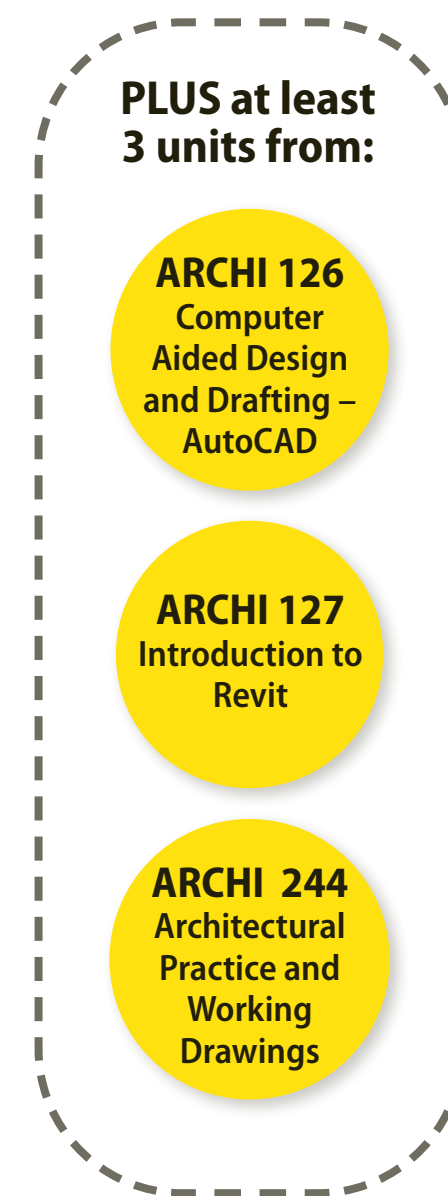 PLUS at least
3 units from:
ARCHI 126
Computer
Aided Design
and Drafting –
AutoCAD
ARCHI 127
Introduction to
Revit
ARCHI 244
Architectural
Practice and
Working
Drawings